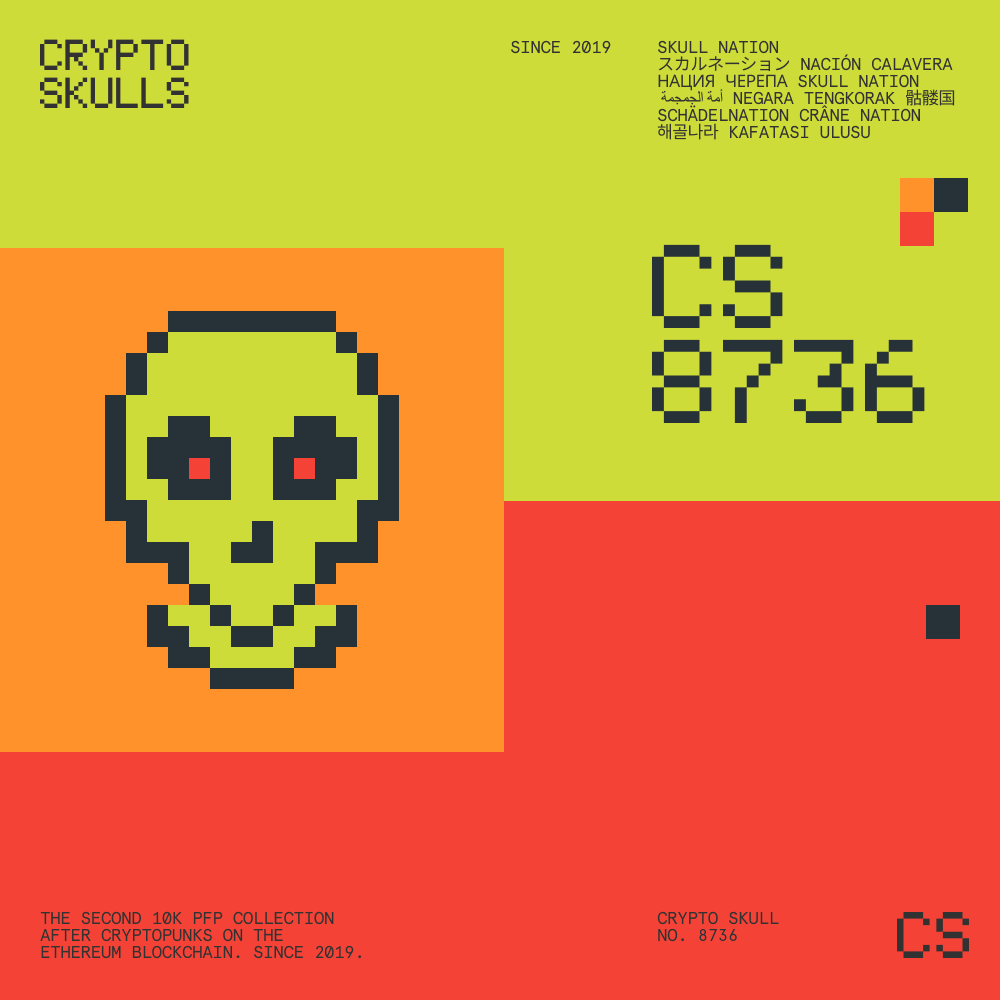 CRYPTO
SKULLS
SINCE 2019
SKULL NATION
スカルネーション NACIÓN CALAVERA
НАЦИЯ ЧЕРЕПА SKULL NATION
أمة الجمجمة NEGARA TENGKORAK 骷髅国
SCHÄDELNATION CRÂNE NATION
해골나라 KAFATASI ULUSU
CS
8736
THE SECOND 10K PFP COLLECTION
AFTER CRYPTOPUNKS ON THE
ETHEREUM BLOCKCHAIN. SINCE 2019.
CRYPTO SKULL
NO. 8736
CS